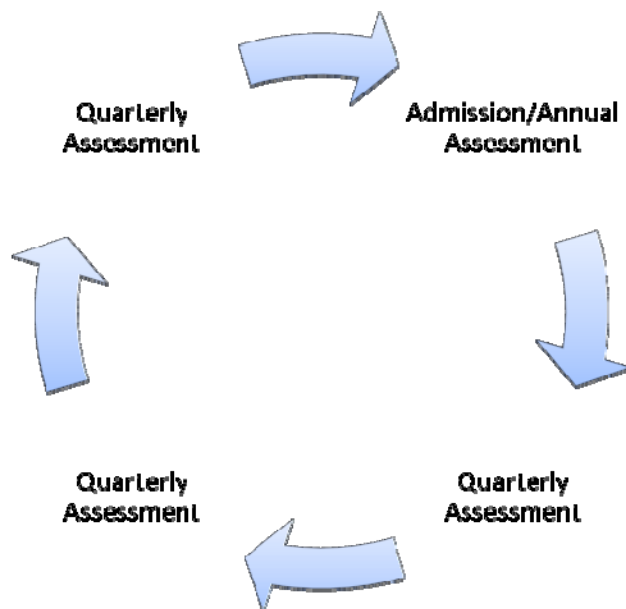 Quarterly
Assessment
Admission/Annual
Assessment
Quarterly
Assessment
Quarterly
Assessment